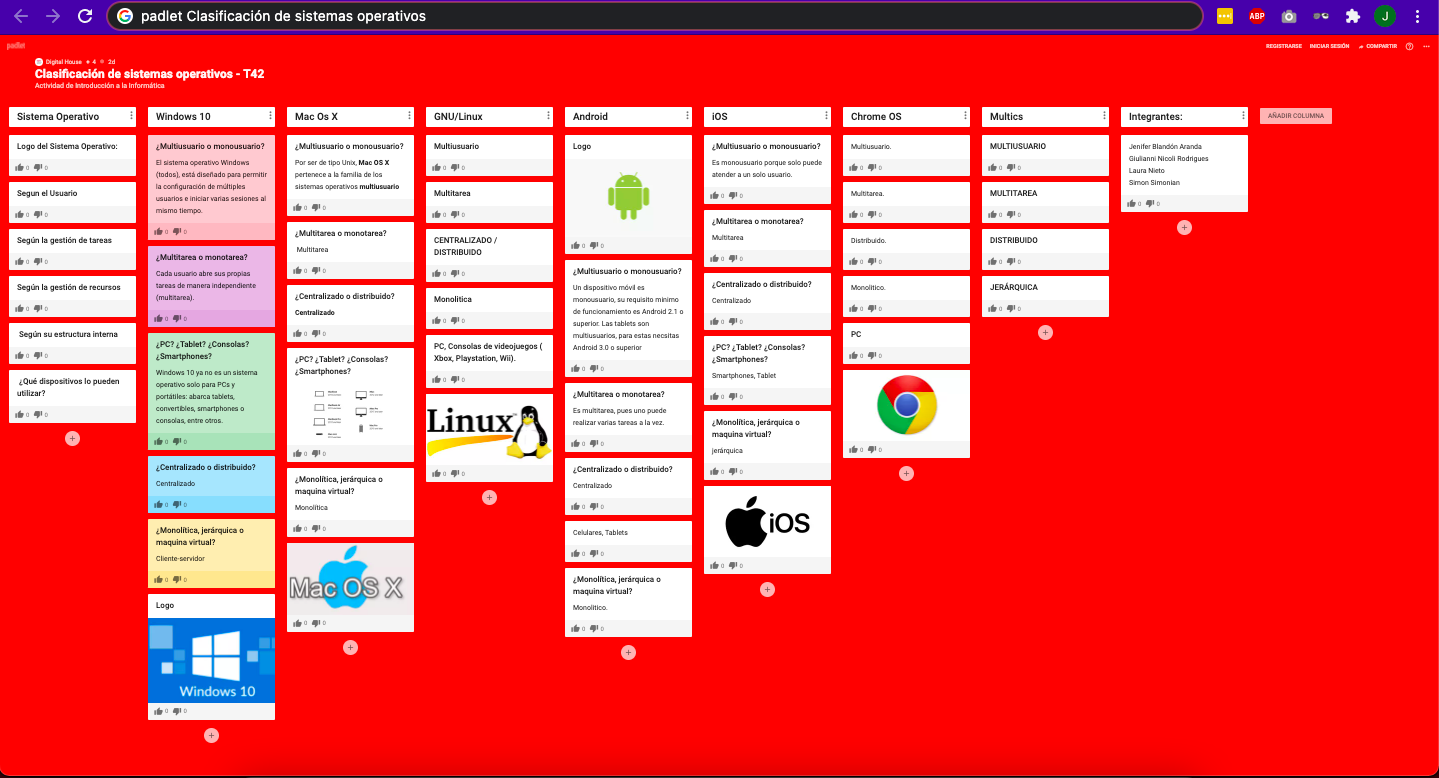 padlet Clasificación de sistemas operativos
ABP
J
padlet
REGISTRARSE
INICIAR SESIÓN
COMPARTIR
Digital House
4
2d
Clasificación de sistemas operativos - T42
Actividad de Introducción a la Informática
Sistema Operativo
Logo del Sistema Operativo:
0 0
Segun el Usuario
0 0
Según la gestión de tareas
0 0
Según la gestión de recursos
0 0
Según su estructura interna
0 0
¿Qué dispositivos lo pueden
utilizar?
0 0
Windows 10
¿Multiusuario o monousuario?
El sistema operativo Windows
(todos), está diseñado para permitir
la configuración de múltiples
usuarios e iniciar varias sesiones al
mismo tiempo.
0 0
¿Multitarea o monotarea?
Cada usuario abre sus propias
tareas de manera independiente
(multitarea).
0 0
¿PC? ¿Tablet? ¿Consolas?
¿Smartphones?
Windows 10 ya no es un sistema
operativo solo para PCs y
portátiles: abarca tablets,
convertibles, smartphones o
consolas, entre otros.
0 0
¿Centralizado o distribuido?
Centralizado
0 0
¿Monolítica, jerárquica o
maquina virtual?
Cliente-servidor
0 0
Logo
Windows 10
0 0
Mac Os X
¿Multiusuario o monousuario?
Por ser de tipo Unix, Mac OS X
pertenece a la familia de los
sistemas operativos multiusuario
0 0
¿Multitarea o monotarea?
Multitarea
0 0
¿Centralizado o distribuido?
Centralizado
0 0
¿PC? ¿Tablet? ¿Consolas?
¿Smartphones?
0 0
¿Monolítica, jerárquica o
maquina virtual?
Monolítica
0 0
Mac OS X
0 0
GNU/Linux
Multiusuario
0 0
Multitarea
0 0
CENTRALIZADO /
DISTRIBUIDO
0 0
Monolitica
0 0
PC, Consolas de videojuegos (
Xbox, Playstation, Wii).
0 0
Linux
0 0
Android
Logo
0 0
¿Multiusuario o monousuario?
Un dispositivo móvil es
monousuario, su requisito minimo
de funcionamiento es Android 2.1 o
superior. Las tablets son
multiusuarios, para estas necsitas
Android 3.0 o superior
0 0
¿Multitarea o monotarea?
Es multitarea, pues uno puede
realizar varias tareas a la vez.
0 0
¿Centralizado o distribuido?
Centralizado
0 0
Celulares, Tablets
0 0
¿Monolítica, jerárquica o
maquina virtual?
Monolitico.
0 0
iOS
¿Multiusuario o monousuario?
Es monousuario porque solo puede
atender a un solo usuario.
0 0
¿Multitarea o monotarea?
Multitarea
0 0
¿Centralizado o distribuido?
Centralizado
0 0
¿PC? ¿Tablet? ¿Consolas?
¿Smartphones?
Smartphones, Tablet
0 0
¿Monolítica, jerárquica o
maquina virtual?
jerárquica
0 0
iOS
0 0
Chrome OS
Multiusuario.
0 0
Multitarea.
0 0
Distribuido.
0 0
Monolitico.
0 0
PC
0 0
0 0
Multics
MULTIUSUARIO
0 0
MULTITAREA
0 0
DISTRIBUIDO
0 0
JERÁRQUICA
0 0
Integrantes:
Jenifer Blandón Aranda
Giulianni Nicoli Rodrigues
Laura Nieto
Simon Simonian
0 0
AÑADIR COLUMNA